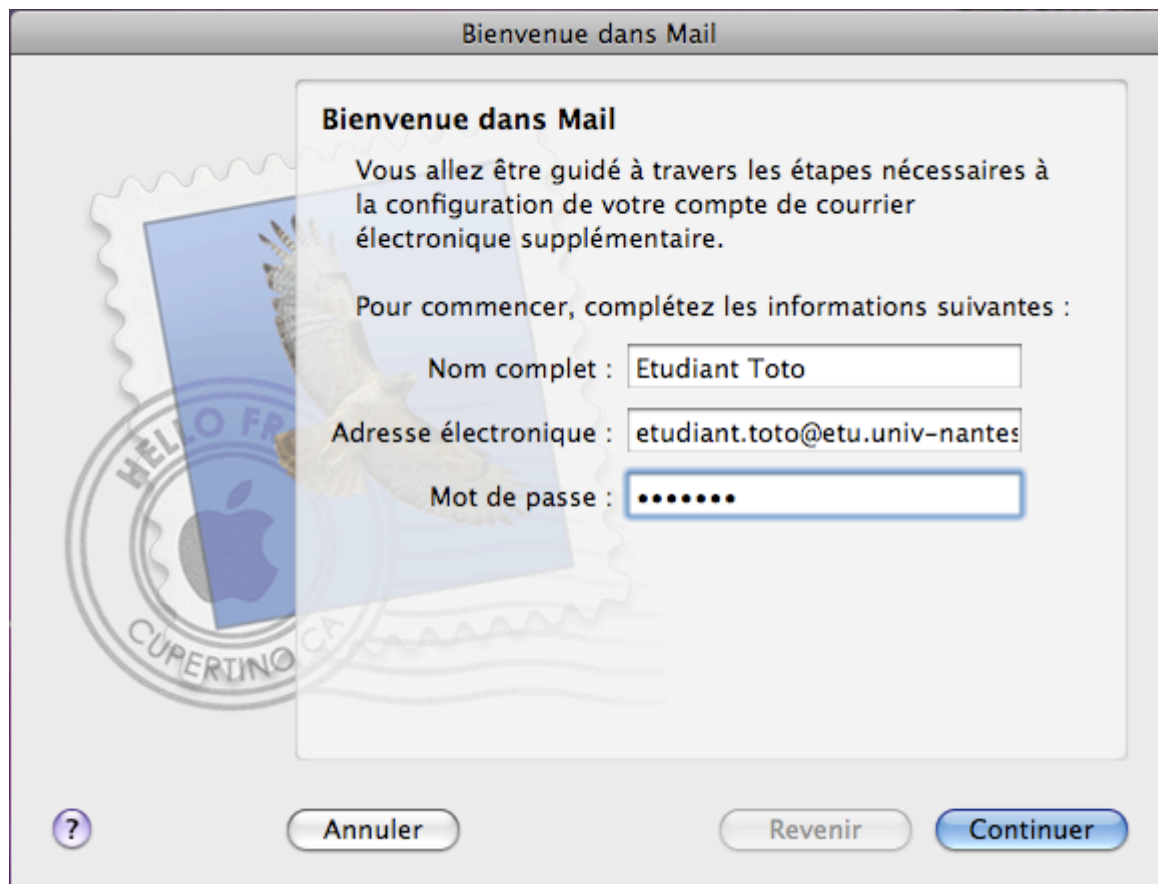 Bienvenue dans Mail
Bienvenue dans Mail
Vous allez être guidé à travers les étapes nécessaires à
la configuration de votre compte de courrier
électronique supplémentaire.
Pour commencer, complétez les informations suivantes :
Nom complet : Etudiant Toto
Adresse électronique : etudiant.toto@etu.univ-nantes
Mot de passe : •••••••
HELLO FR
CUPERTINO CA
? Annuler Revenir Continuer